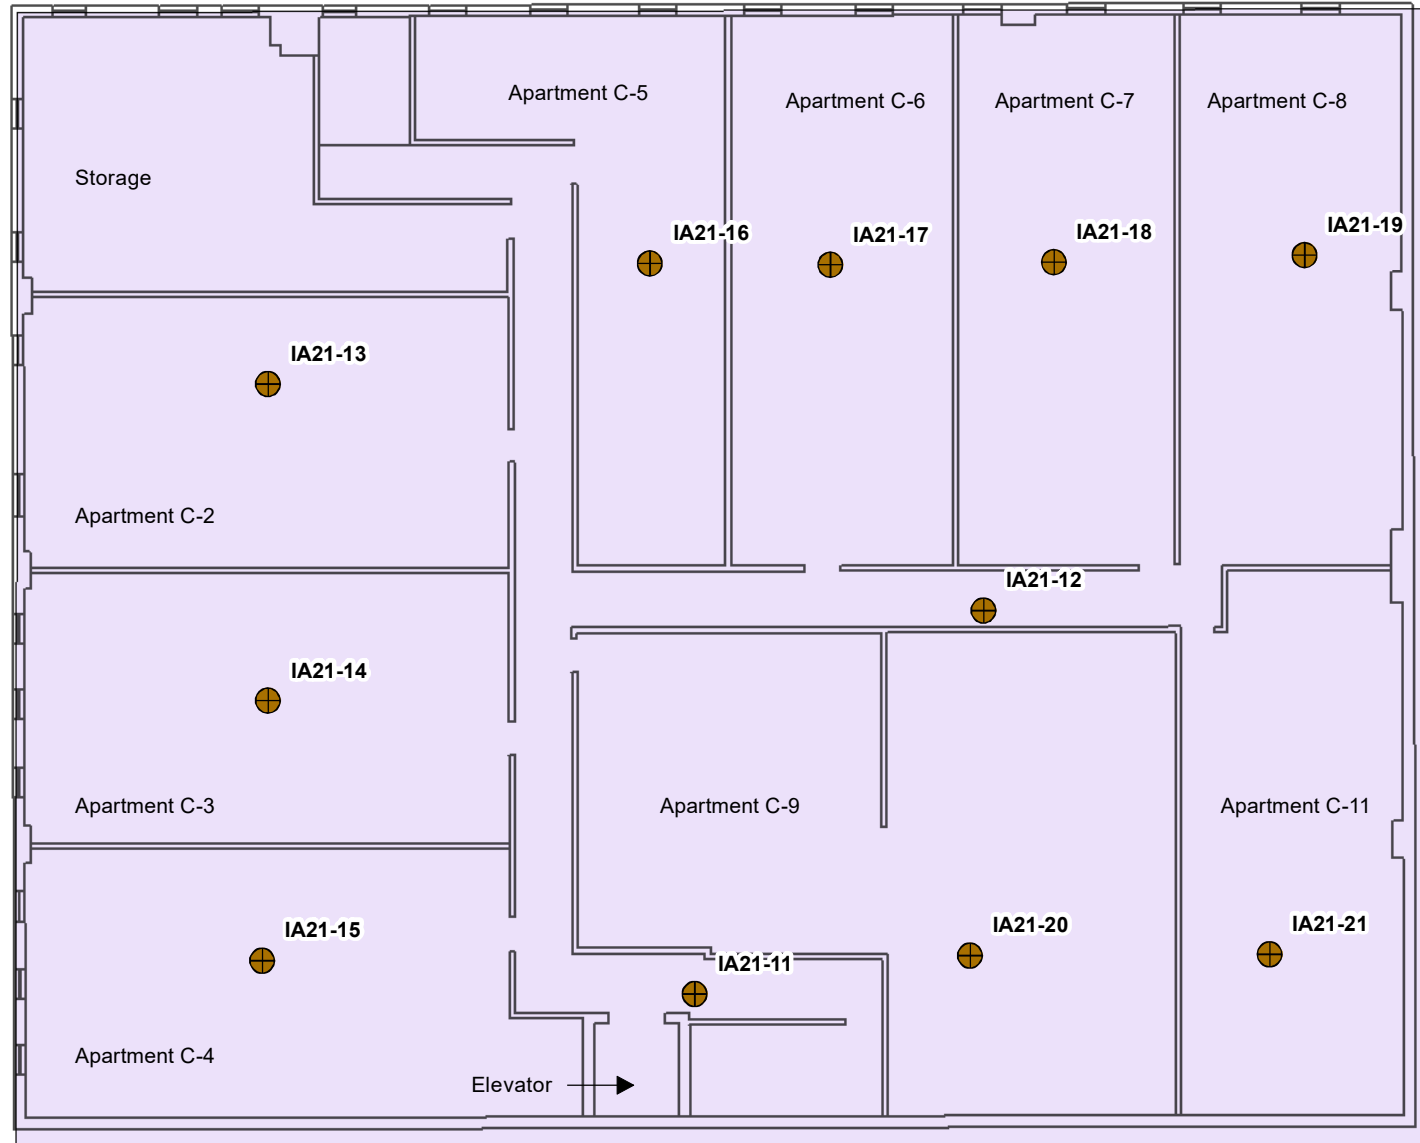 Apartment C-5
Apartment C-6
Apartment C-7
Apartment C-8
Storage
IA21-16
IA21-17
IA21-18
IA21-19
IA21-13
Apartment C-2
IA21-12
IA21-14
Apartment C-3
Apartment C-9
Apartment C-11
IA21-15
IA21-11
IA21-20
IA21-21
Apartment C-4
Elevator